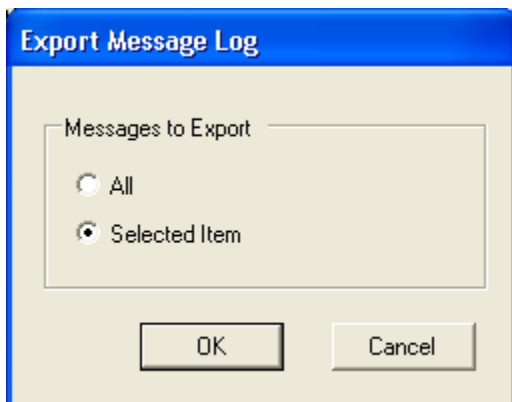 Export Message Log
Messages to Export
All
Selected Item
OK Cancel